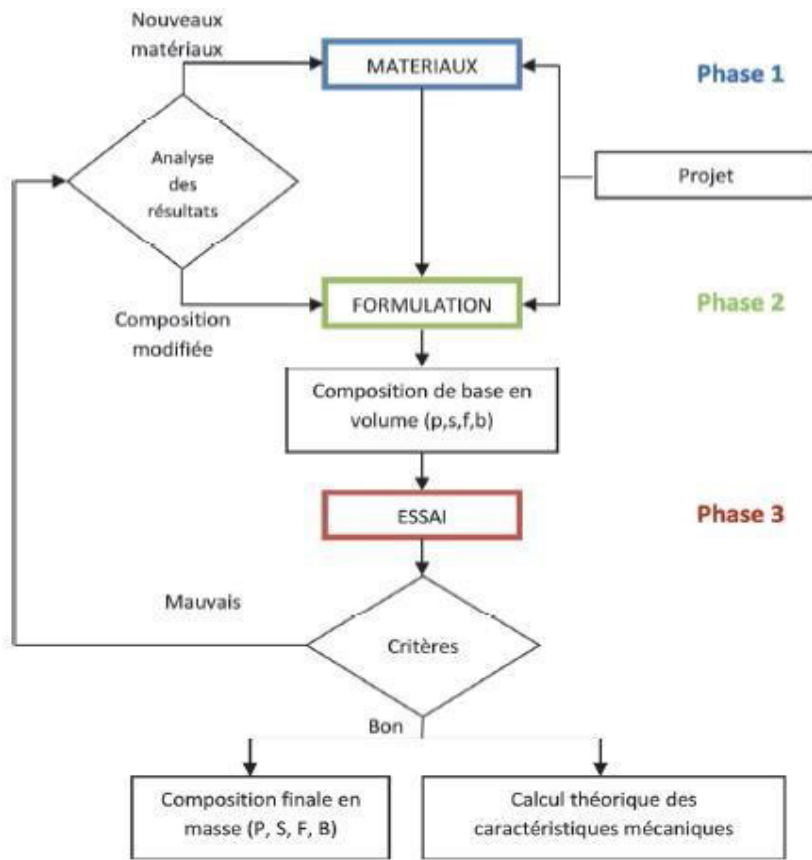 Nouveaux
matériaux
MATERIAUX
Phase 1
Analyse
des
résultats
Projet
FORMULATION
Phase 2
Composition
modifiée
Composition de base en
volume (p,s,f,b)
ESSAI
Phase 3
Mauvais
Critères
Bon
Composition finale en
masse (P, S, F, B)
Calcul théorique des
caractéristiques mécaniques